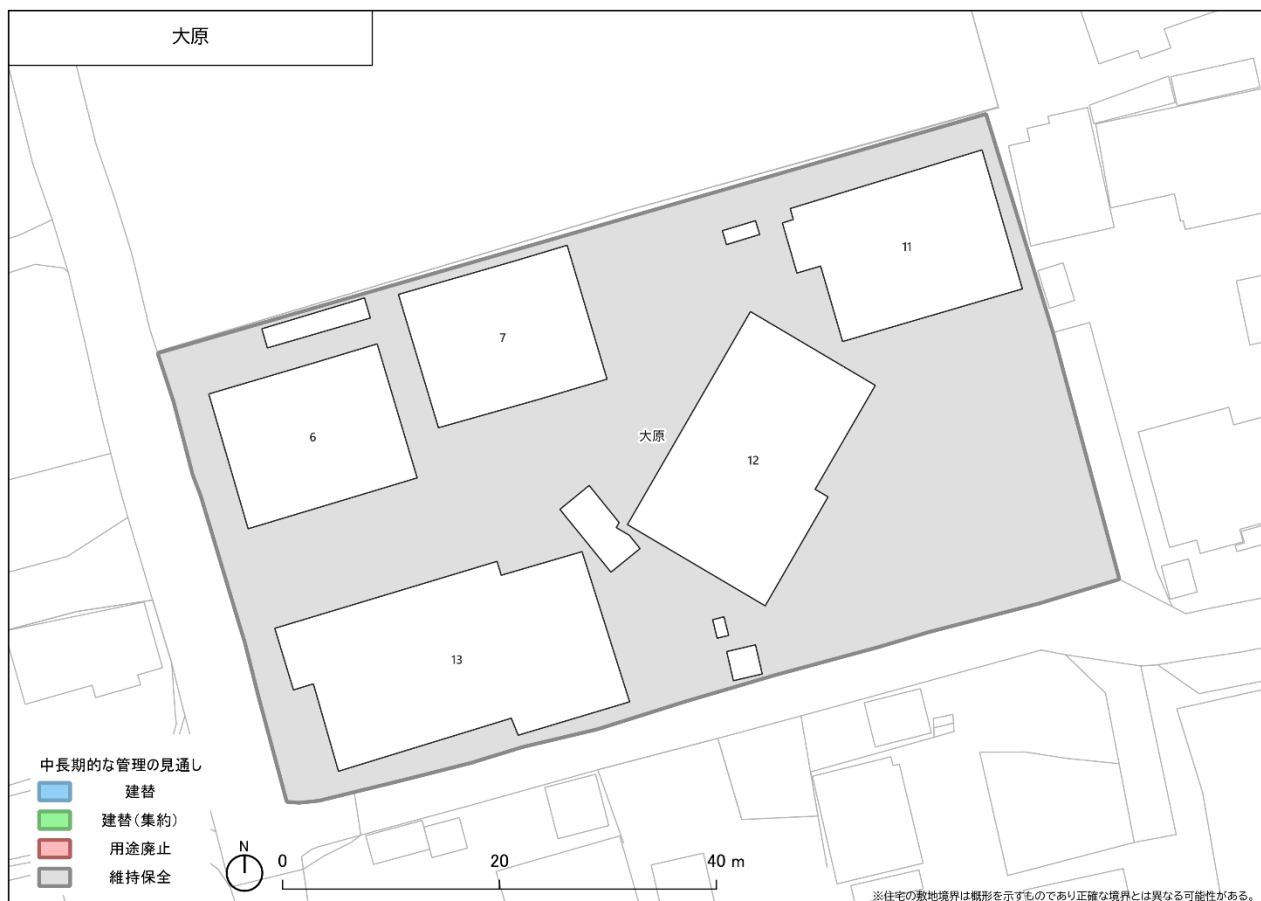 大原
11
7
6
大原
12
13
中長期的な管理の見通し
建替
建替(集約)
用途廃止
維持保全
N
0 20 40 m
※住宅の敷地境界は概形を示すものであり正確な境界とは異なる可能性がある。